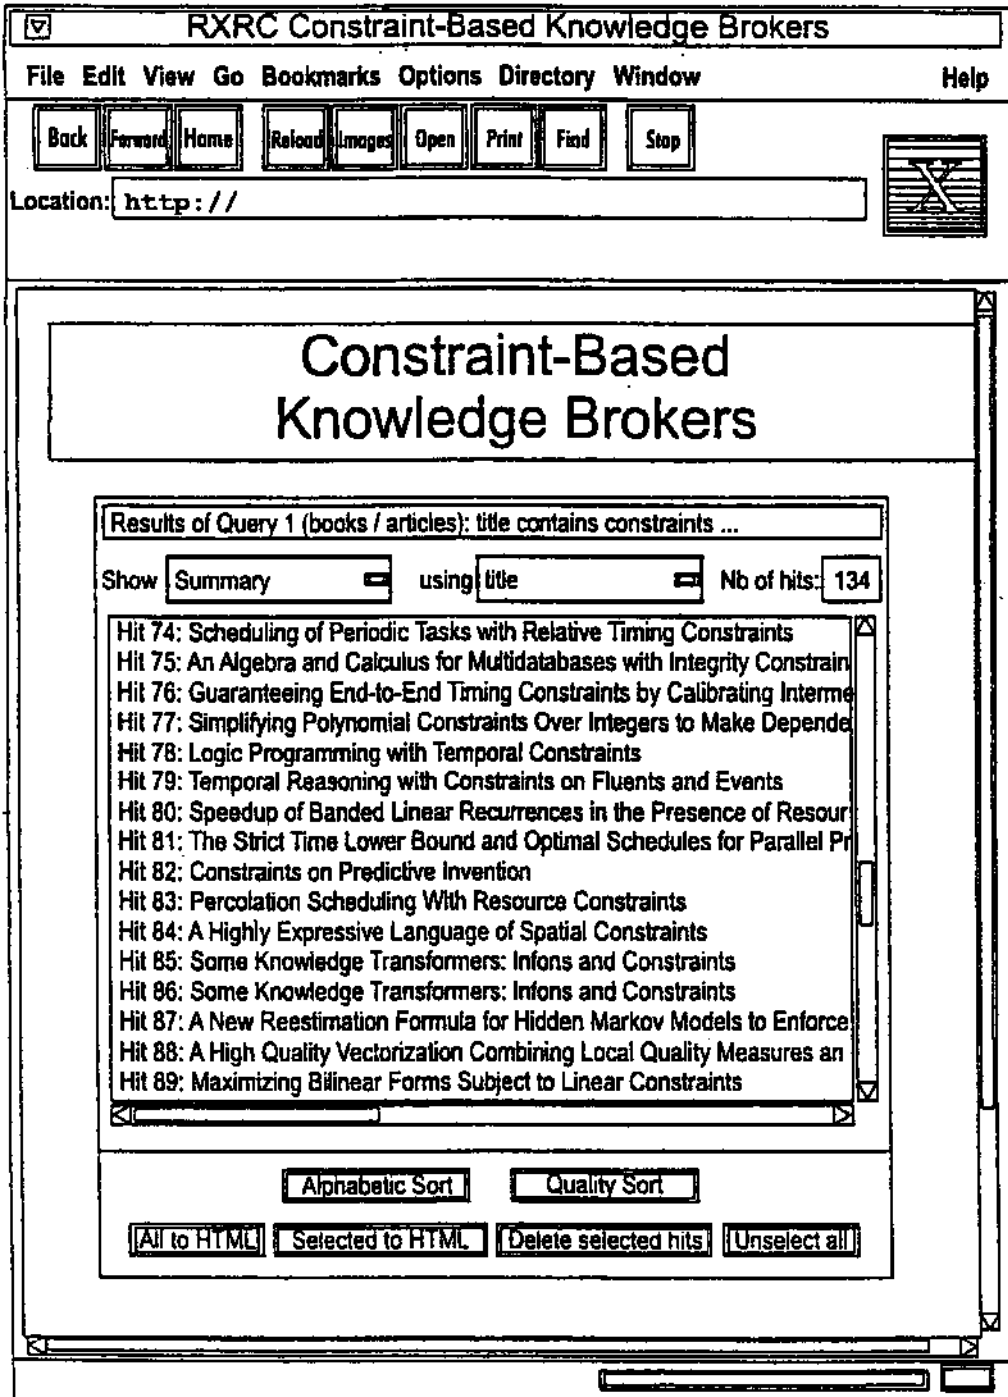 RXRC Constraint-Based Knowledge Brokers
File Edit View Go Bookmarks Options Directory Window Help
Back Forward Home Reload Images Open Print Find Stop
X
Location: http://
Constraint-Based
Knowledge Brokers
Results of Query 1 (books / articles): title contains constraints ...
Show Summary using title Nb of hits: 134
Hit 74: Scheduling of Periodic Tasks with Relative Timing Constraints
Hit 75: An Algebra and Calculus for Multidatabases with Integrity Constrain
Hit 76: Guaranteeing End-to-End Timing Constraints by Calibrating Interme
Hit 77: Simplifying Polynomial Constraints Over Integers to Make Depende
Hit 78: Logic Programming with Temporal Constraints
Hit 79: Temporal Reasoning with Constraints on Fluents and Events
Hit 80: Speedup of Banded Linear Recurrences in the Presence of Resour
Hit 81: The Strict Time Lower Bound and Optimal Schedules for Parallel Pr
Hit 82: Constraints on Predictive Invention
Hit 83: Percolation Scheduling With Resource Constraints
Hit 84: A Highly Expressive Language of Spatial Constraints
Hit 85: Some Knowledge Transformers: Infons and Constraints
Hit 86: Some Knowledge Transformers: Infons and Constraints
Hit 87: A New Reestimation Formula for Hidden Markov Models to Enforce
Hit 88: A High Quality Vectorization Combining Local Quality Measures an
Hit 89: Maximizing Bilinear Forms Subject to Linear Constraints
Alphabetic Sort Quality Sort
All to HTML Selected to HTML Delete selected hits Unselect all